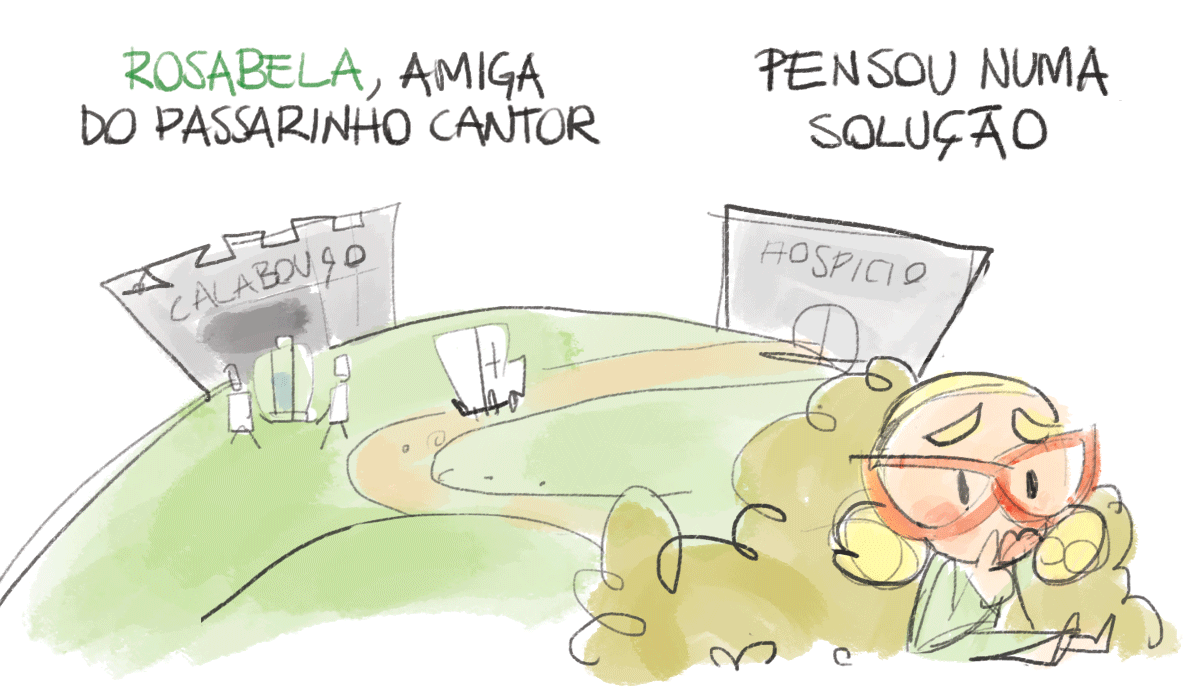 ROSABELA, AMIGA
DO PASSARINHO CANTOR
PENSOU NUMA
SOLUÇÃO
CALABOUÇO
HOSPICIO